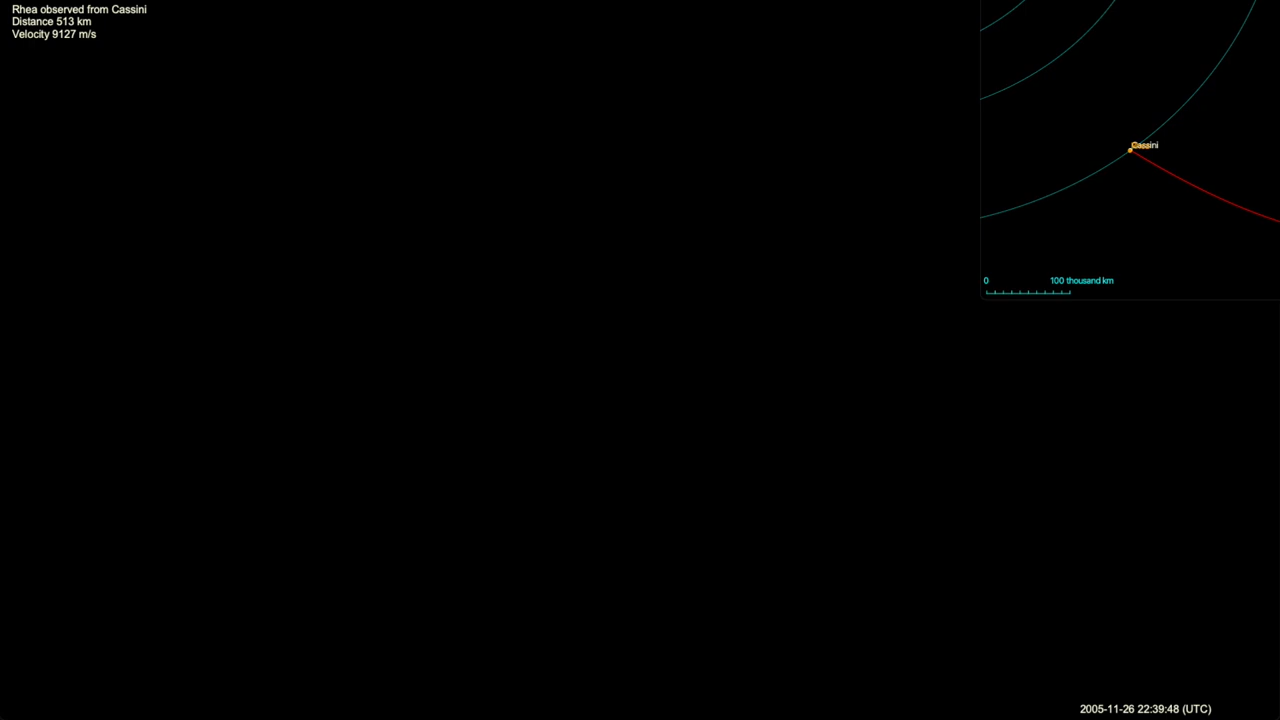 Rhea observed from Cassini
Distance 513 km
Velocity 9127 m/s
Cassini
0 100 thousand km
2005-11-26 22:39:48 (UTC)